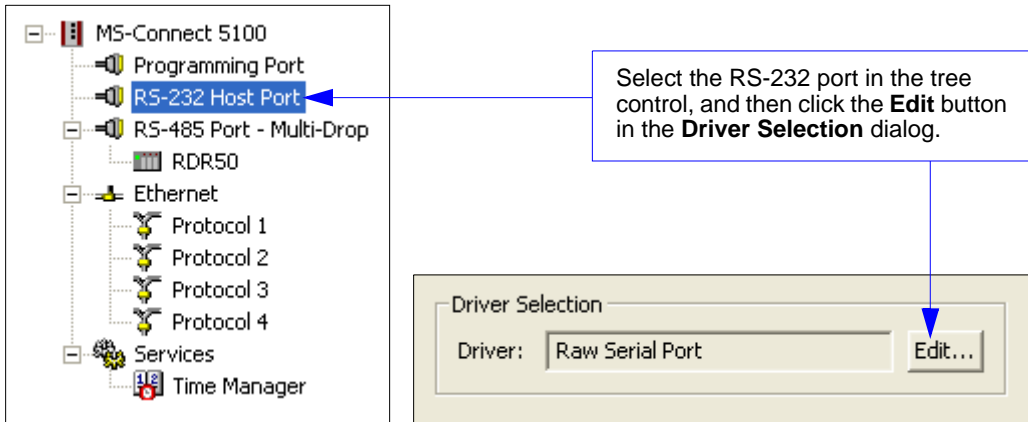 MS-Connect 5100
Programming Port
RS-232 Host Port
RS-485 Port - Multi-Drop
RDR50
Ethernet
Protocol 1
Protocol 2
Protocol 3
Protocol 4
Services
Time Manager
Select the RS-232 port in the tree
control, and then click the Edit button
in the Driver Selection dialog.
Driver Selection
Driver: Raw Serial Port Edit...